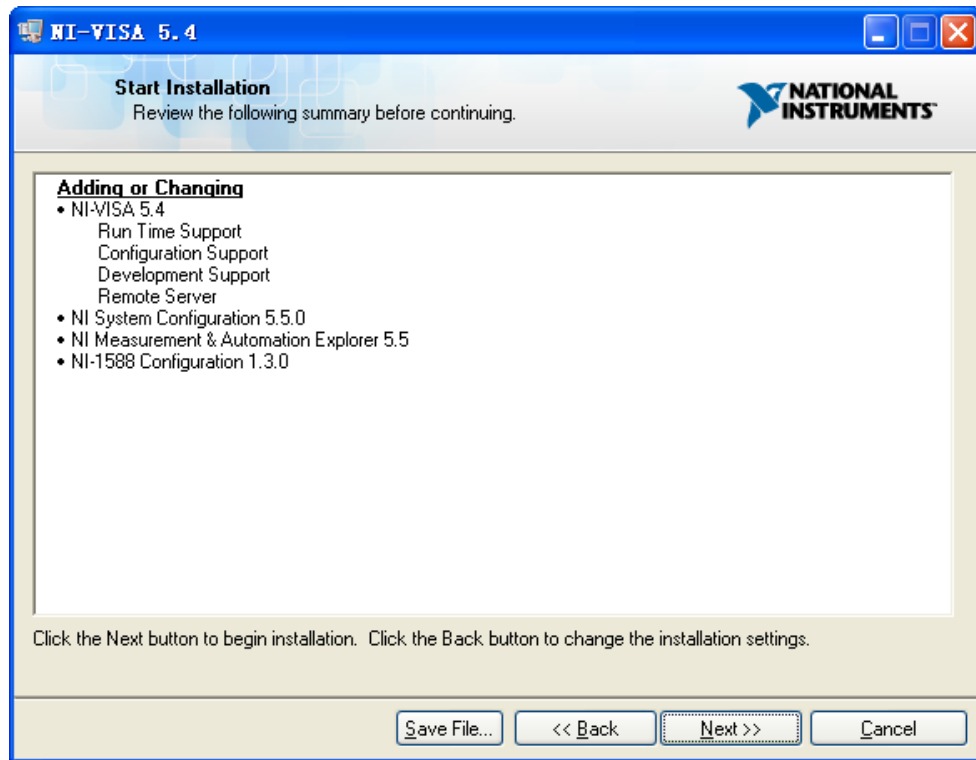 NI-VISA 5.4
Start Installation
Review the following summary before continuing.
NATIONAL
INSTRUMENTS™
Adding or Changing
• NI-VISA 5.4
Run Time Support
Configuration Support
Development Support
Remote Server
• NI System Configuration 5.5.0
• NI Measurement & Automation Explorer 5.5
• NI-1588 Configuration 1.3.0
Click the Next button to begin installation.  Click the Back button to change the installation settings.
Save File...
<< Back
Next >>
Cancel